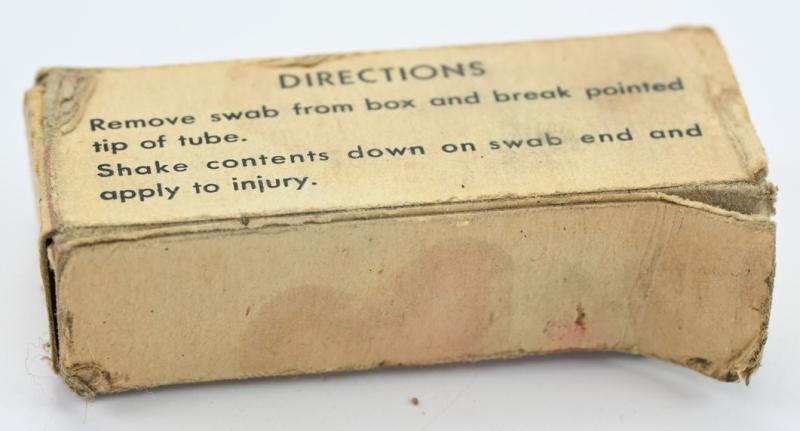 DIRECTIONS
Remove swab from box and break pointed
tip of tube.
Shake contents down on swab end and
apply to injury.